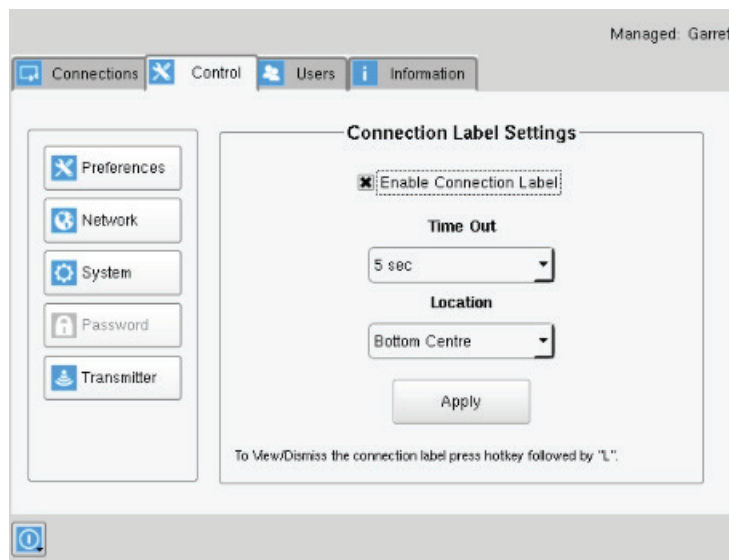 Managed: Garret
Connections
Control
Users
Information
Preferences
Network
System
Password
Transmitter
Connection Label Settings
Enable Connection Label
Time Out
5 sec
Location
Bottom Centre
Apply
To View/Dismiss the connection label press hotkey followed by "L".